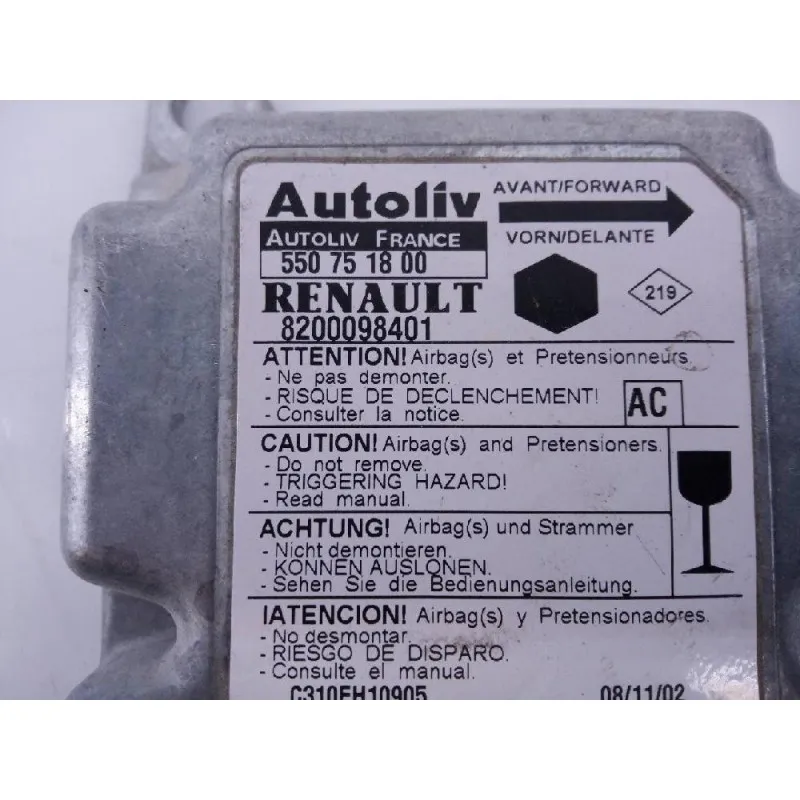 Autoliv
AVANT/FORWARD
AUTOLIV FRANCE
VORN/DELANTE
550 75 18 00
RENAULT
219
8200098401
ATTENTION! Airbag(s) et Pretensionneurs.
- Ne pas demonter.
- RISQUE DE DECLENCHEMENT!
- Consulter la notice.
AC
CAUTION! Airbag(s) and Pretensioners.
- Do not remove.
- TRIGGERING HAZARD!
- Read manual.
ACHTUNG! Airbag(s) und Strammer
- Nicht demontieren.
- KONNEN AUSLONEN.
- Sehen Sie die Bedienungsanleitung.
!ATENCION! Airbag(s) y Pretensionadores.
- No desmontar.
- RIESGO DE DISPARO.
- Consulte el manual.
C310FH10905 08/11/02